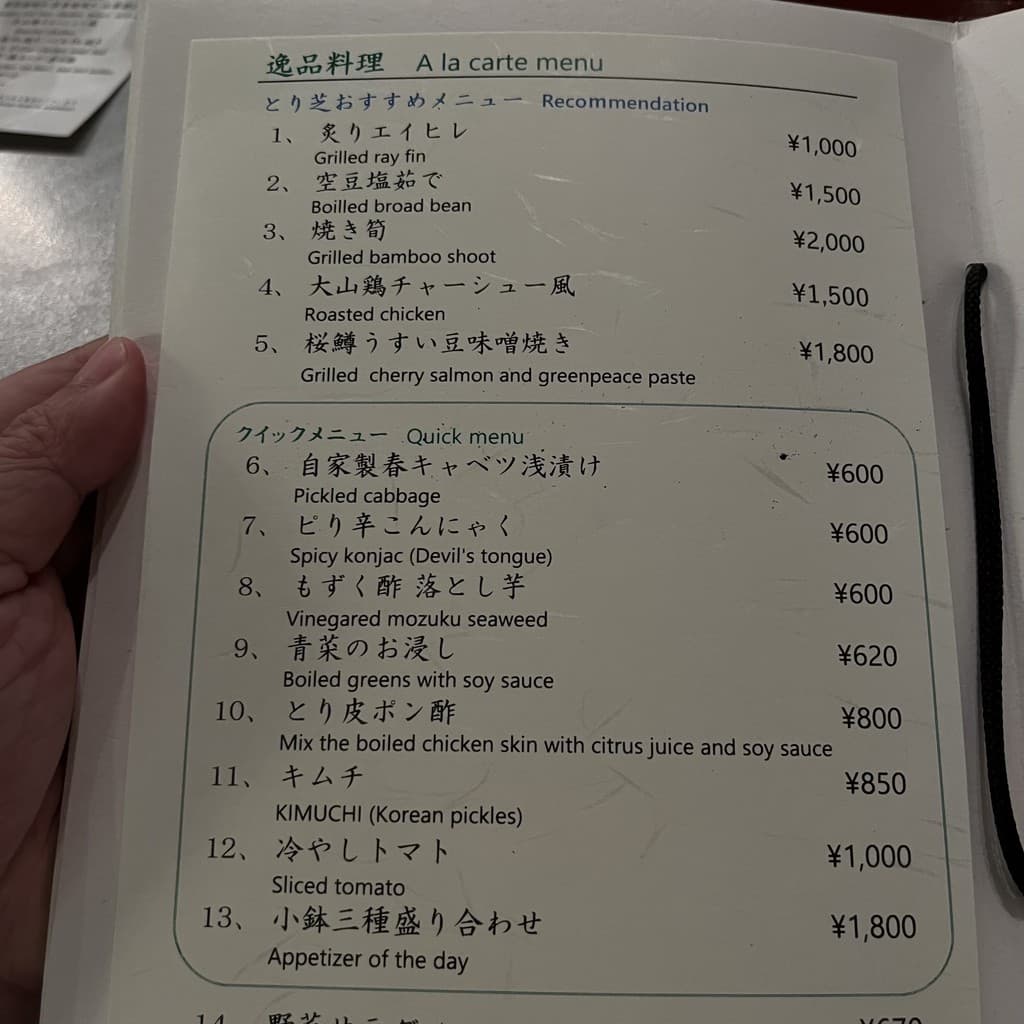 逸品料理 A la carte menu
とり芝おすすめメニュー Recommendation
1、 炙りエイヒレ ¥1,000
Grilled ray fin
2、 空豆塩茹で ¥1,500
Boilled broad bean
3、 焼き筍 ¥2,000
Grilled bamboo shoot
4、 大山鶏チャーシュー風 ¥1,500
Roasted chicken
5、 桜鱒うすい豆味噌焼き ¥1,800
Grilled cherry salmon and greenpeace paste
クイックメニュー Quick menu
6、 自家製春キャベツ浅漬け ¥600
Pickled cabbage
7、 ピリ辛こんにゃく ¥600
Spicy konjac (Devil's tongue)
8、 もずく酢 落とし芋 ¥600
Vinegared mozuku seaweed
9、 青菜のお浸し ¥620
Boiled greens with soy sauce
10、 とり皮ポン酢 ¥800
Mix the boiled chicken skin with citrus juice and soy sauce
11、 キムチ ¥850
KIMUCHI (Korean pickles)
12、 冷やしトマト ¥1,000
Sliced tomato
13、 小鉢三種盛り合わせ ¥1,800
Appetizer of the day
14、 野菜サラダ ¥670